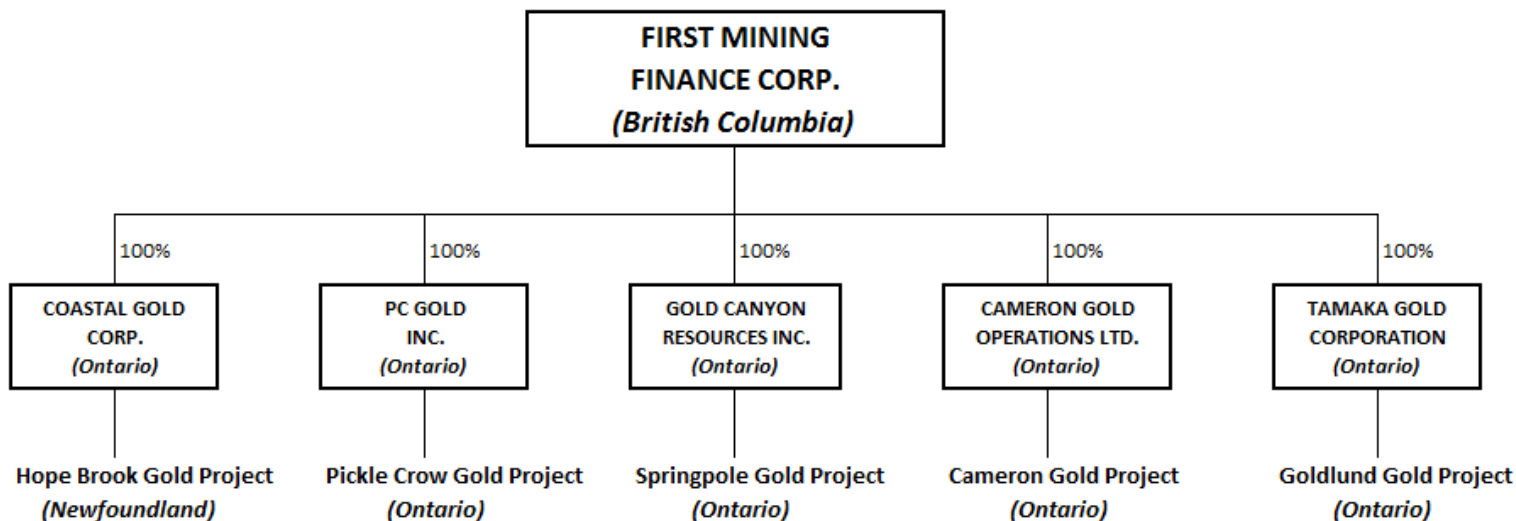 FIRST MINING
FINANCE CORP.
(British Columbia)
100%
100%
100%
100%
100%
COASTAL GOLD
CORP.
(Ontario)
PC GOLD
INC.
(Ontario)
GOLD CANYON
RESOURCES INC.
(Ontario)
CAMERON GOLD
OPERATIONS LTD.
(Ontario)
TAMAKA GOLD
CORPORATION
(Ontario)
Hope Brook Gold Project
(Newfoundland)
Pickle Crow Gold Project
(Ontario)
Springpole Gold Project
(Ontario)
Cameron Gold Project
(Ontario)
Goldlund Gold Project
(Ontario)